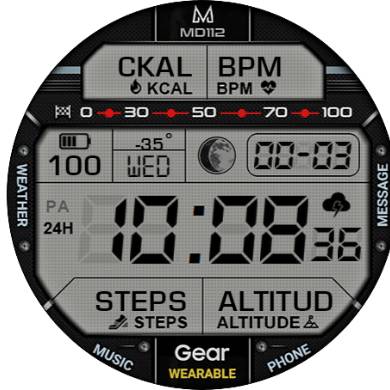 MD112
CKAL BPM
KCAL BPM
0 30 50 70 100
100
-35°
WED
00-03
WEATHER
MESSAGE
PA
24H
10:08
36
STEPS ALTITUD
STEPS ALTITUDE
MUSIC
Gear
WEARABLE
PHONE